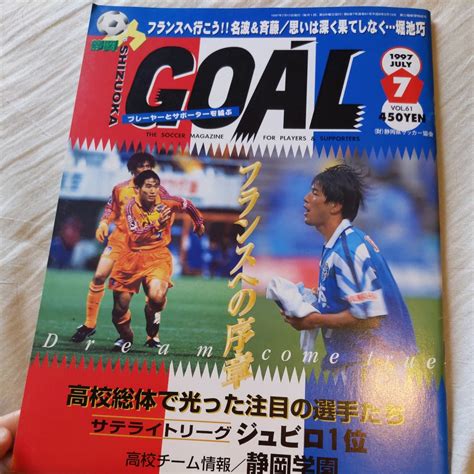 フランスへ行こう!!名波&斉藤/思いは深く果てしなく…堀池巧
静岡
SHIZUOKA
GOAL
1997
JULY
7
VOL.61
450YEN
プレーヤーとサポーターを結ぶ
THE SOCCER MAGAZINE FOR PLAYERS & SUPPORTERS
(財)静岡県サッカー協会
フランスへの序章
Dream come true
高校総体で光った注目の選手たち
サテライトリーグ ジュビロ1位
高校チーム情報/静岡学園